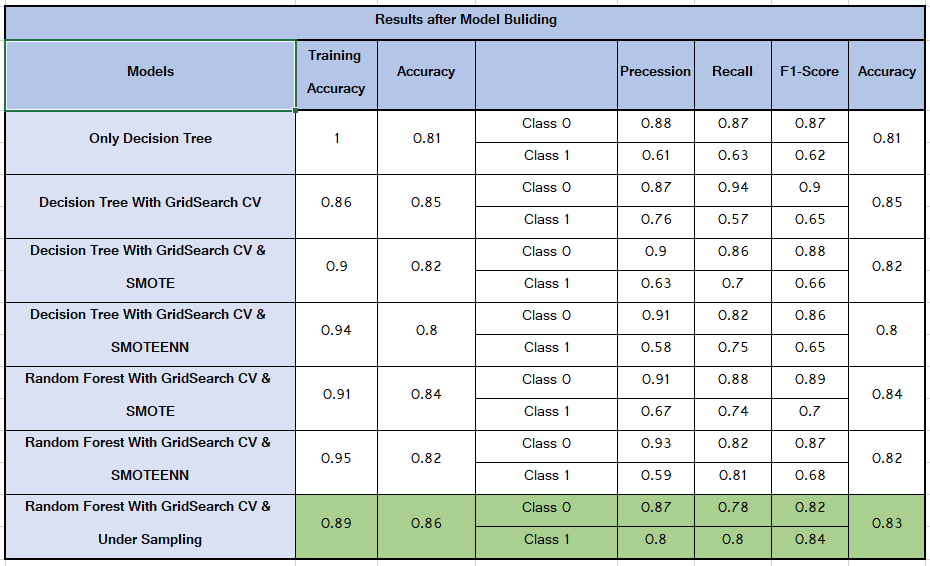 Results after Model Buliding
Models Training Accuracy Accuracy Precession Recall F1-Score Accuracy
Only Decision Tree 1 0.81 Class 0 0.88 0.87 0.87 0.81
Class 1 0.61 0.63 0.62
Decision Tree With GridSearch CV 0.86 0.85 Class 0 0.87 0.94 0.9 0.85
Class 1 0.76 0.57 0.65
Decision Tree With GridSearch CV & SMOTE 0.9 0.82 Class 0 0.9 0.86 0.88 0.82
Class 1 0.63 0.7 0.66
Decision Tree With GridSearch CV & SMOTEENN 0.94 0.8 Class 0 0.91 0.82 0.86 0.8
Class 1 0.58 0.75 0.65
Random Forest With GridSearch CV & SMOTE 0.91 0.84 Class 0 0.91 0.88 0.89 0.84
Class 1 0.67 0.74 0.7
Random Forest With GridSearch CV & SMOTEENN 0.95 0.82 Class 0 0.93 0.82 0.87 0.82
Class 1 0.59 0.81 0.68
Random Forest With GridSearch CV & Under Sampling 0.89 0.86 Class 0 0.87 0.78 0.82 0.83
Class 1 0.8 0.8 0.84